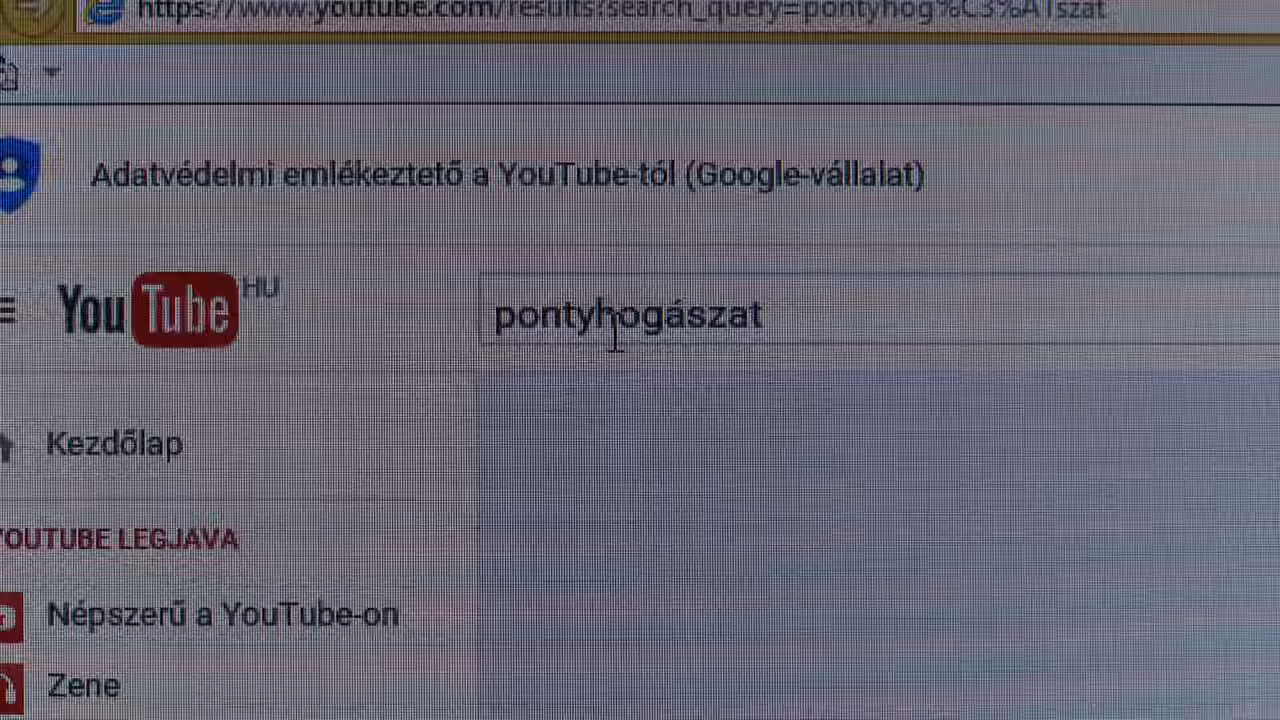 https://www.youtube.com/results?search_query=pontyhog%C3%A1szat
Adatvédelmi emlékeztető a YouTube-tól (Google-vállalat)
YouTube HU
pontyhogászat
Kezdőlap
YOUTUBE LEGJAVA
Népszerű a YouTube-on
Zene